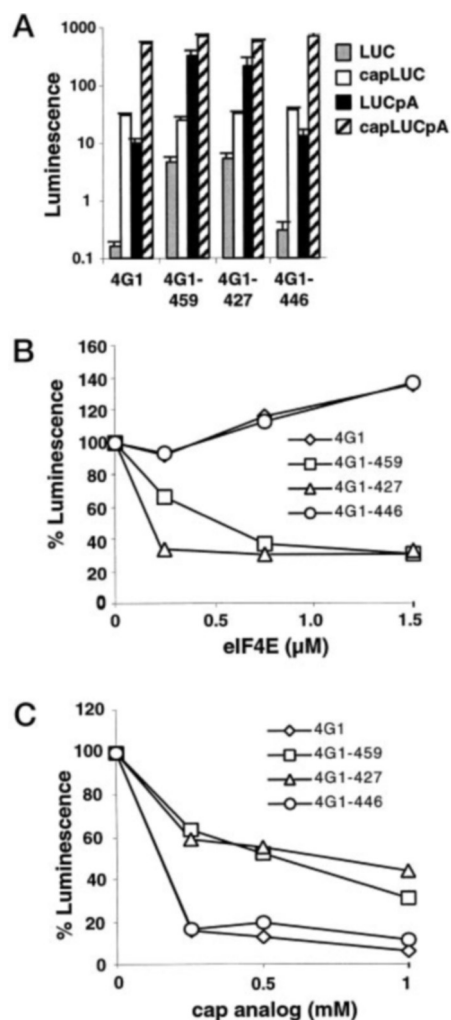 A
Luminescence
1000
100
10
1
0.1
LUC
capLUC
LUCpA
capLUCpA
4G1
4G1-
459
4G1-
427
4G1-
446
B
% Luminescence
160
140
120
100
80
60
40
20
0
4G1
4G1-459
4G1-427
4G1-446
0
0.5
1.0
1.5
eIF4E (µM)
C
% Luminescence
120
100
80
60
40
20
0
4G1
4G1-459
4G1-427
4G1-446
0
0.5
1
cap analog (mM)